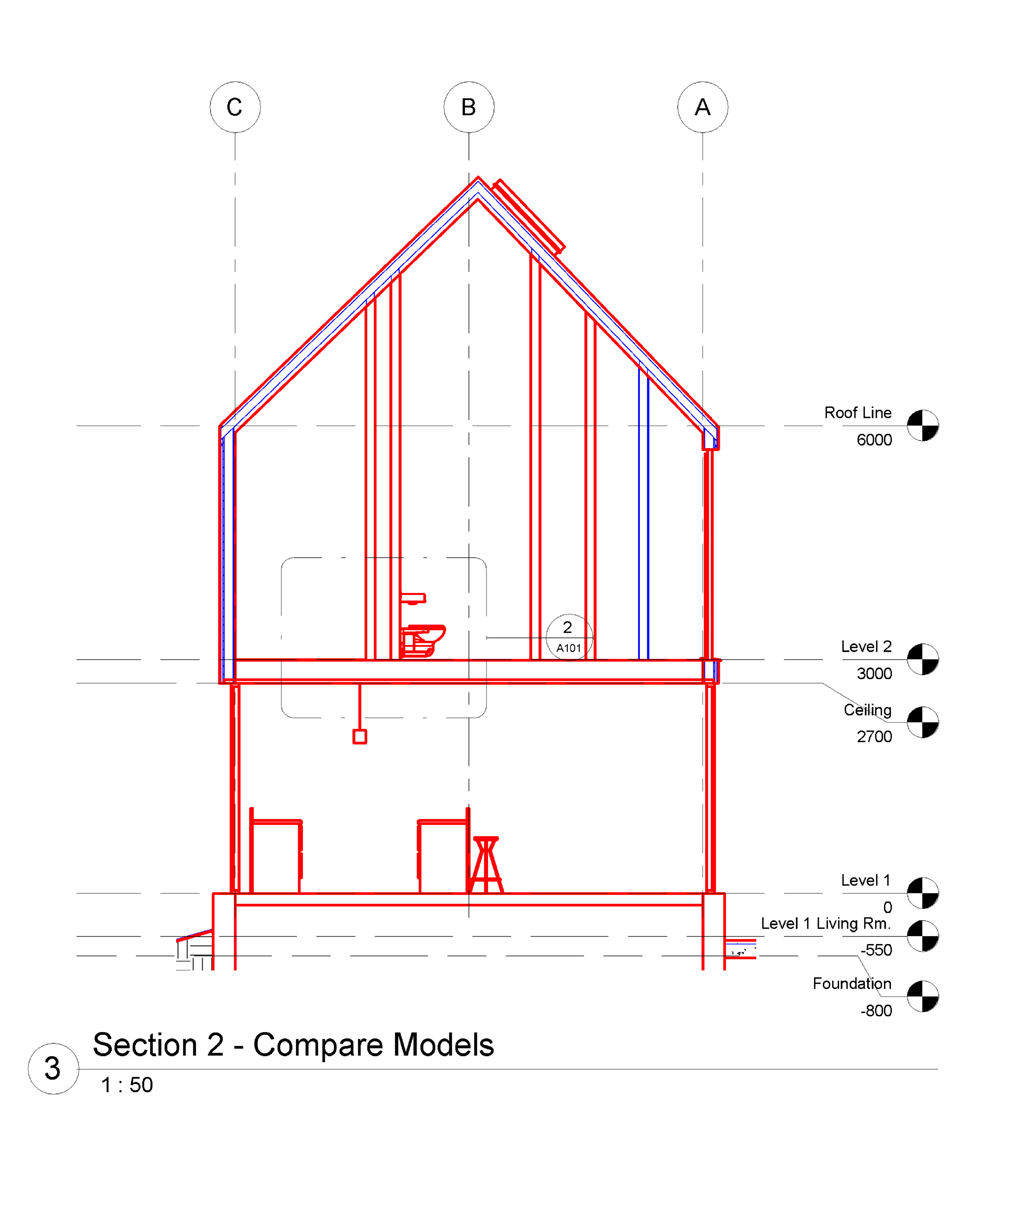 C B A
Roof Line
6000
2
A101
Level 2
3000
Ceiling
2700
Level 1
0
Level 1 Living Rm.
-550
Foundation
-800
3
Section 2 - Compare Models
1 : 50